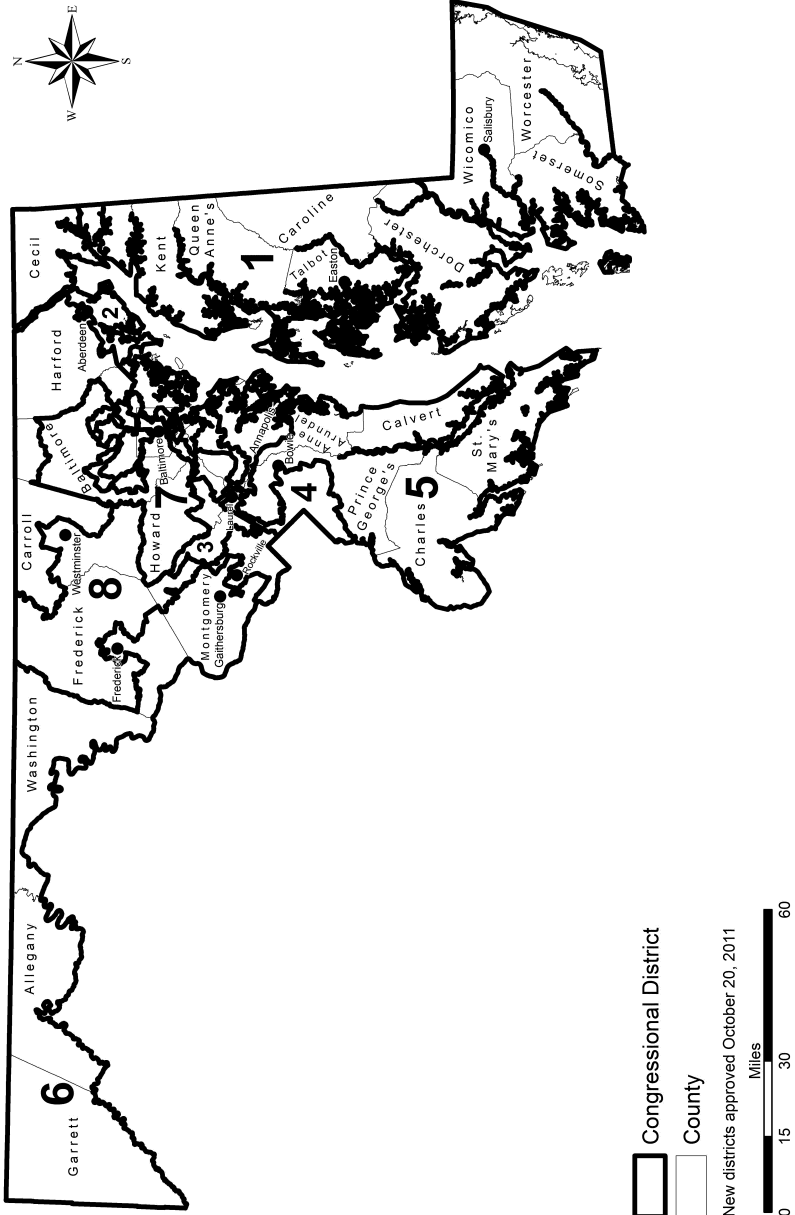 N
W
E
S
Garrett
6
Allegany
Washington
Frederick
Frederick
8
Carroll
Westminster
Baltimore
Harford
Aberdeen
2
Cecil
Kent
Queen
Anne's
1
Caroline
Talbot
Easton
Dorchester
Wicomico
Salisbury
Worcester
Somerset
Howard
7
Baltimore
3
Montgomery
Gaithersburg
Rockville
Laurel
Annapolis
Anne
Arundel
Bowie
4
Prince
George's
Calvert
Charles
5
St.
Mary's
Congressional District
County
New districts approved October 20, 2011
Miles
0 15 30 60